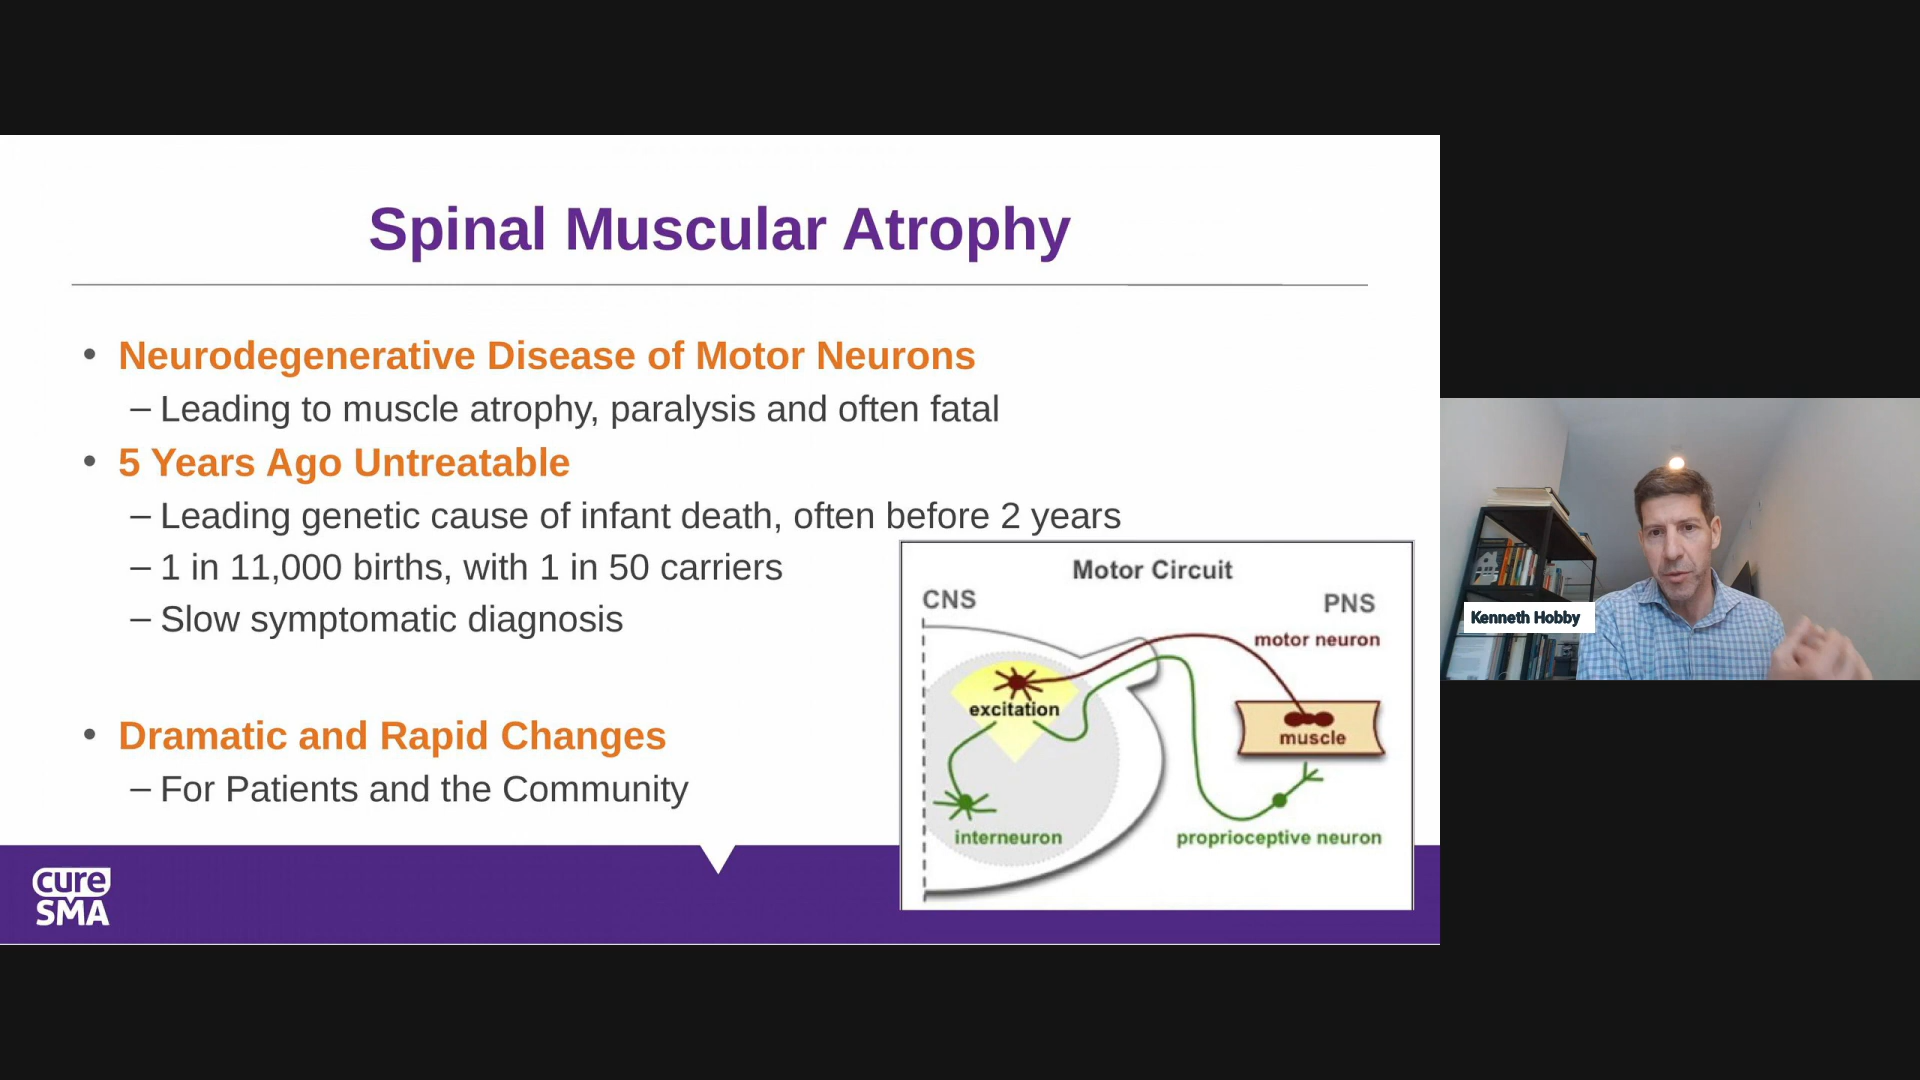 Spinal Muscular Atrophy
• Neurodegenerative Disease of Motor Neurons
– Leading to muscle atrophy, paralysis and often fatal
• 5 Years Ago Untreatable
– Leading genetic cause of infant death, often before 2 years
– 1 in 11,000 births, with 1 in 50 carriers
– Slow symptomatic diagnosis
• Dramatic and Rapid Changes
– For Patients and the Community
Motor Circuit
CNS
PNS
motor neuron
excitation
muscle
interneuron
proprioceptive neuron
cure
SMA
Kenneth Hobby